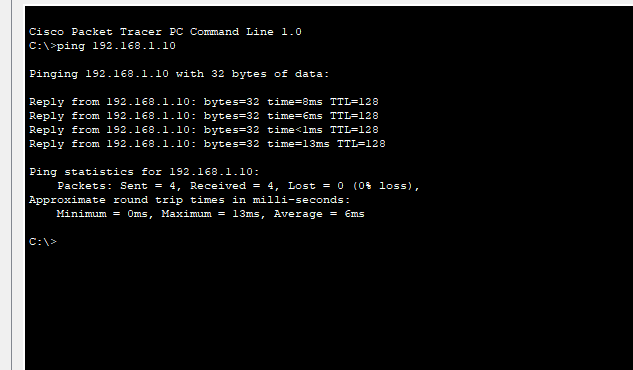 Cisco Packet Tracer PC Command Line 1.0
C:\>ping 192.168.1.10
Pinging 192.168.1.10 with 32 bytes of data:
Reply from 192.168.1.10: bytes=32 time=8ms TTL=128
Reply from 192.168.1.10: bytes=32 time=6ms TTL=128
Reply from 192.168.1.10: bytes=32 time<1ms TTL=128
Reply from 192.168.1.10: bytes=32 time=13ms TTL=128
Ping statistics for 192.168.1.10:
Packets: Sent = 4, Received = 4, Lost = 0 (0% loss),
Approximate round trip times in milli-seconds:
Minimum = 0ms, Maximum = 13ms, Average = 6ms
C:\>